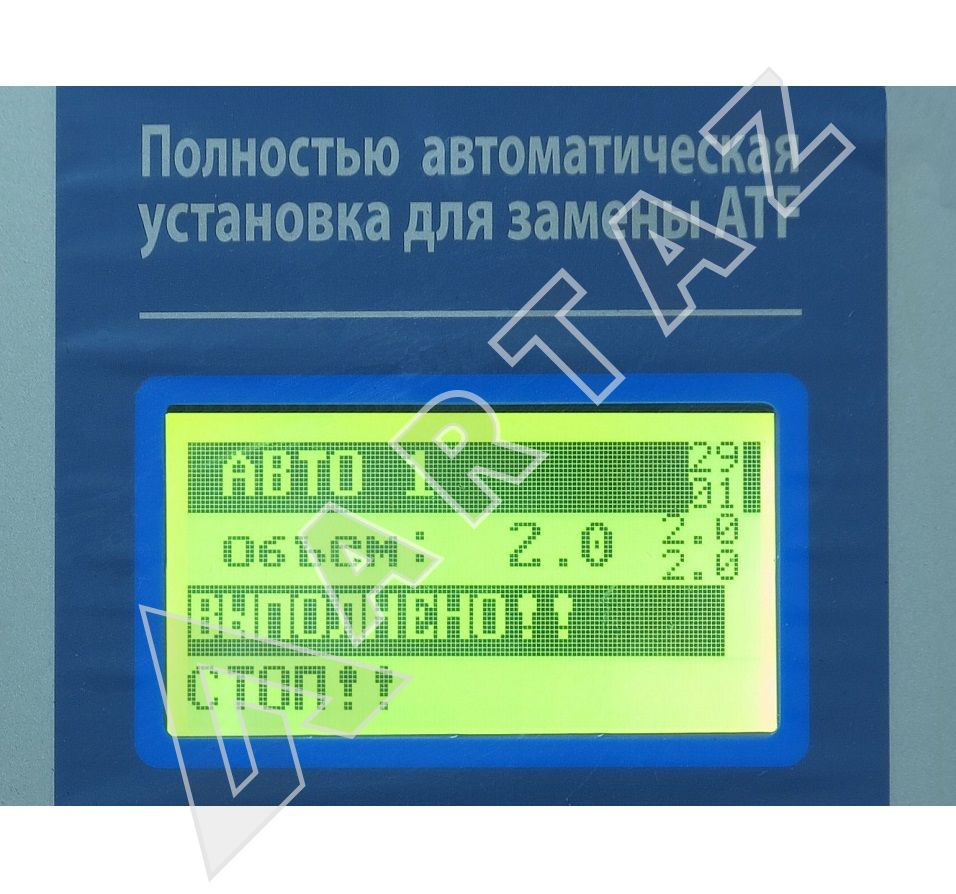 Полностью автоматическая
установка для замены ATF
АВТО 1 29
01
объем: 2.0 2.0
2.0
ВЫПОЛНЕНО!!
СТОП!!
ARTAZ